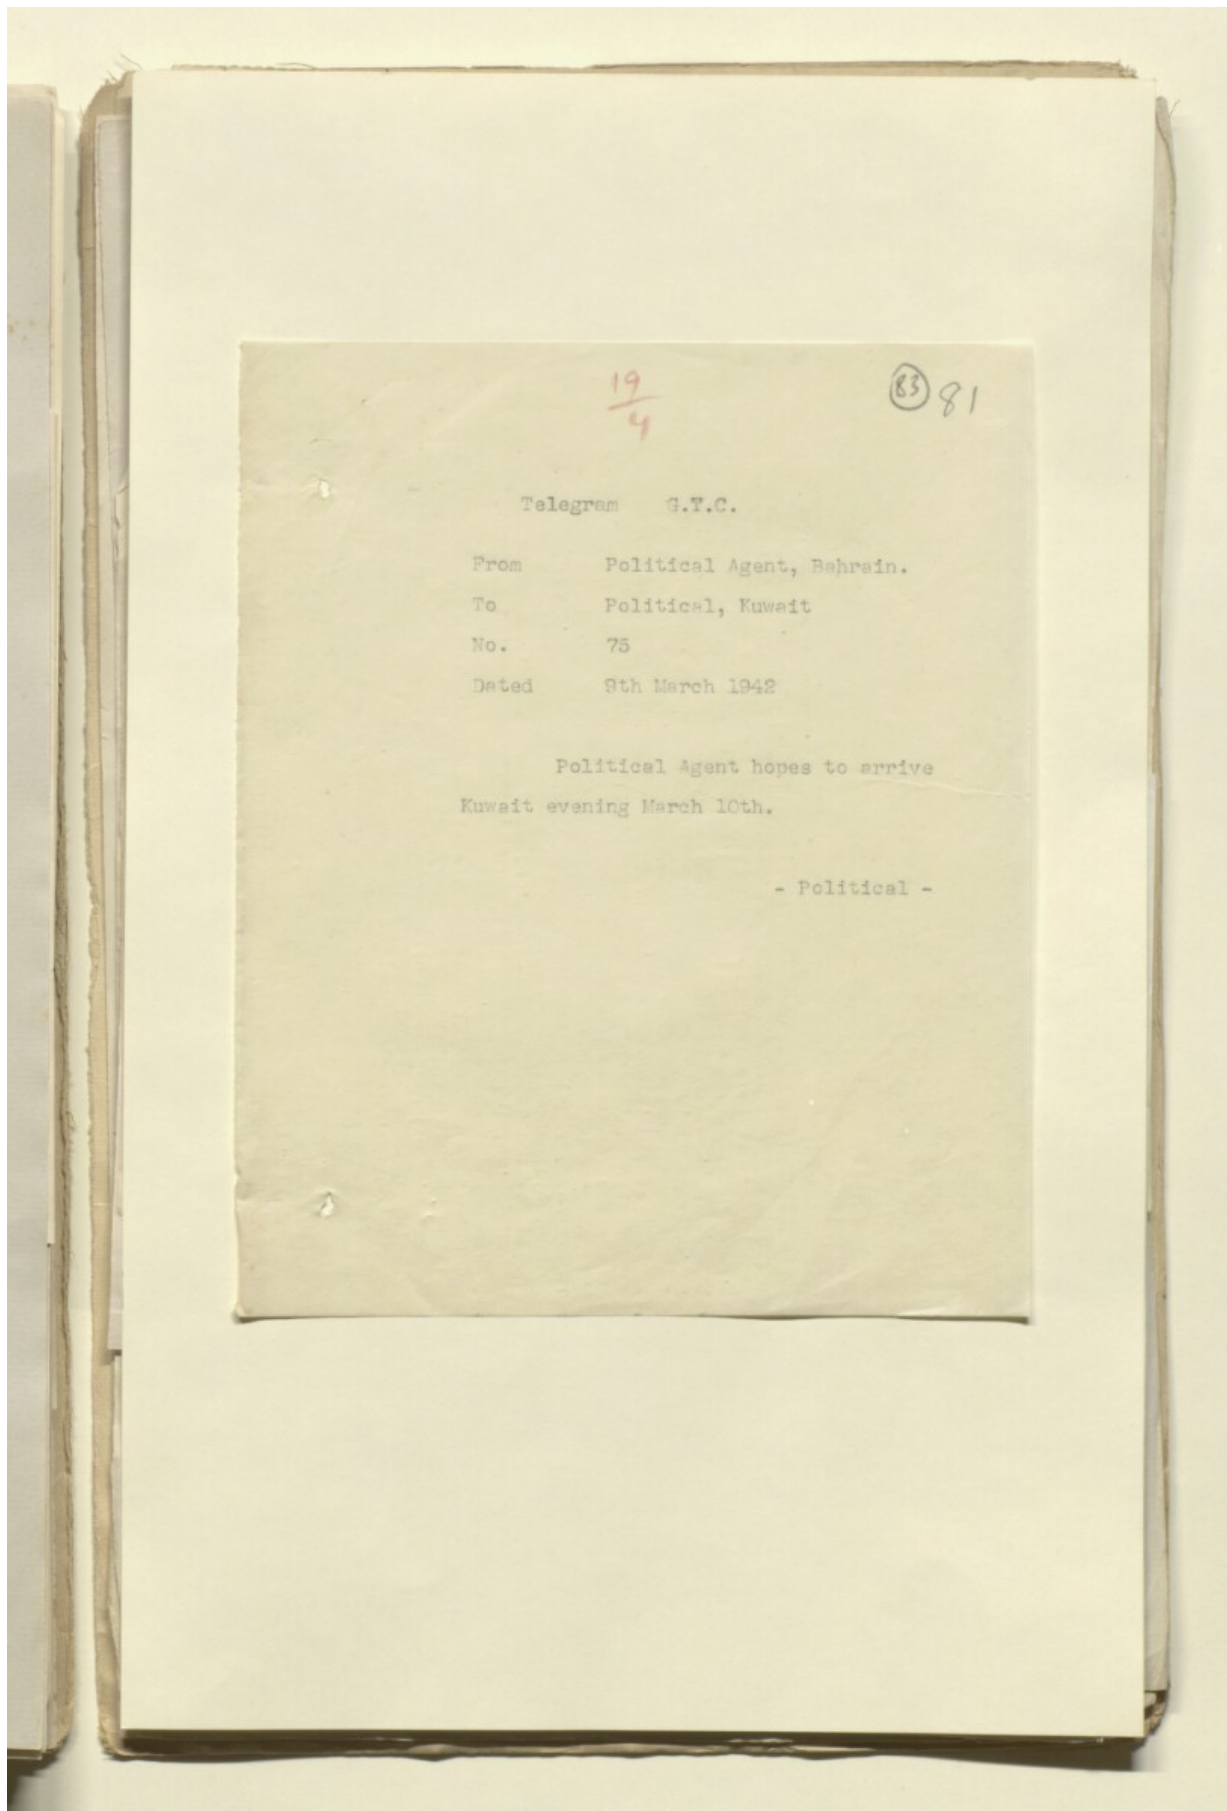 19/4
83 81
Telegram G.T.C.
From Political Agent, Bahrain.
To Political, Kuwait
No. 75
Dated 9th March 1942
Political Agent hopes to arrive
Kuwait evening March 10th.
- Political -